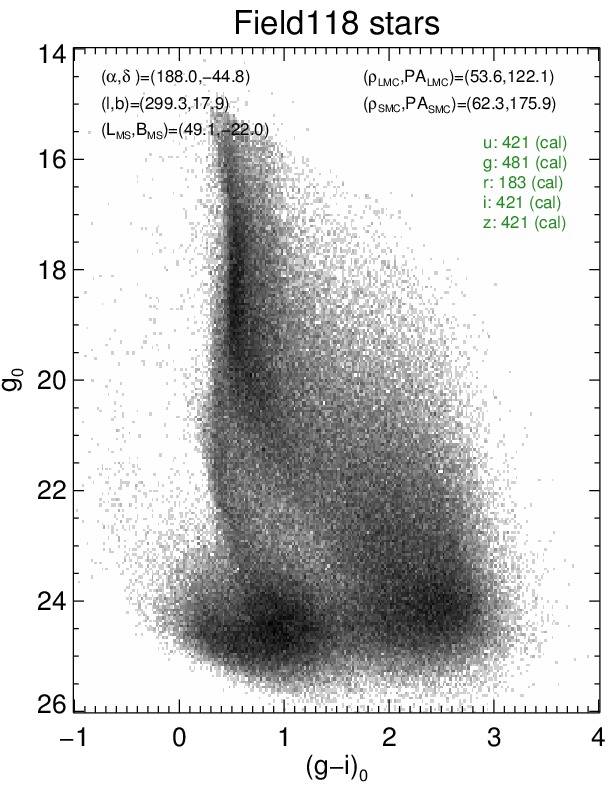 Field118 stars
(α,δ )=(188.0,−44.8)
(ρLMC,PALMC)=(53.6,122.1)
(l,b)=(299.3,17.9)
(ρSMC,PASMC)=(62.3,175.9)
(LMS,BMS)=(49.1,−22.0)
u: 421 (cal)
g: 481 (cal)
r: 183 (cal)
i: 421 (cal)
z: 421 (cal)
14
16
18
20
22
24
26
g0
−1 0 1 2 3 4
(g−i)0